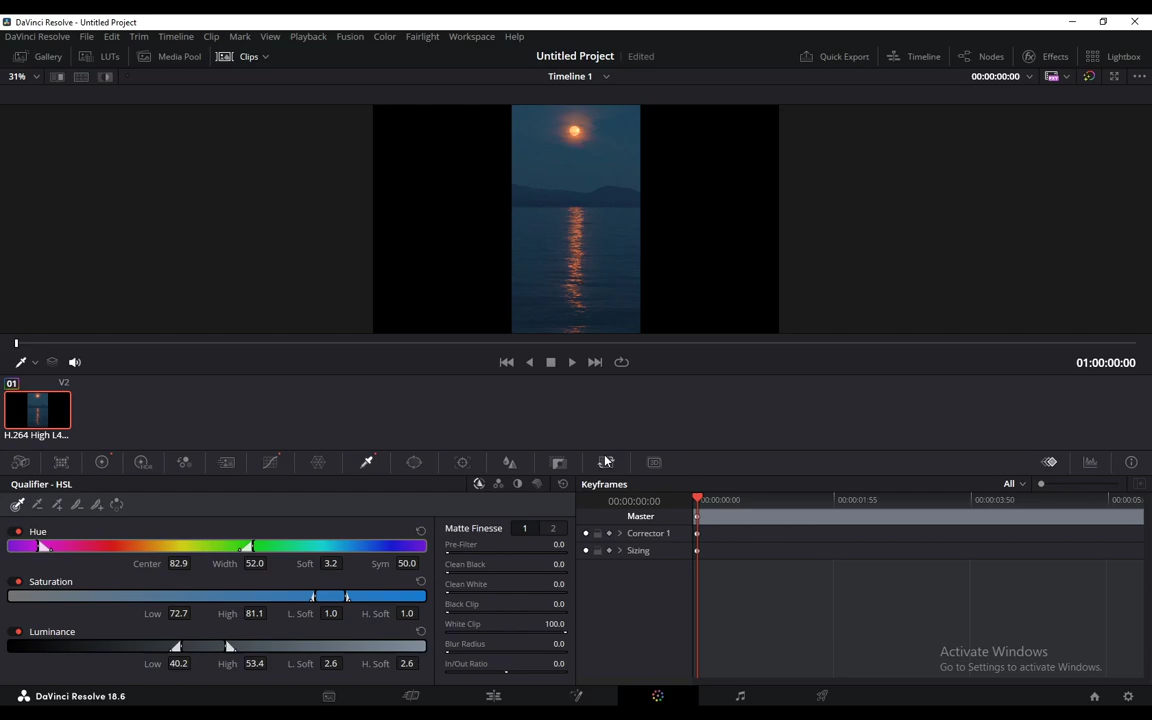 DaVinci Resolve - Untitled Project
DaVinci Resolve File Edit Trim Timeline Clip Mark View Playback Fusion Color Fairlight Workspace Help
Gallery LUTs Media Pool Clips Untitled Project Edited Quick Export Timeline Nodes Effects Lightbox
31% Timeline 1 00:00:00:00
01:00:00:00
01 V2
H.264 High L4...
Qualifier - HSL
Hue
Center 82.9 Width 52.0 Soft 3.2 Sym 50.0
Saturation
Low 72.7 High 81.1 L. Soft 1.0 H. Soft 1.0
Luminance
Low 40.2 High 53.4 L. Soft 2.6 H. Soft 2.6
Matte Finesse 1 2
Pre-Filter 0.0
Clean Black 0.0
Clean White 0.0
Black Clip 0.0
White Clip 100.0
Blur Radius 0.0
In/Out Ratio 0.0
Keyframes All
00:00:00:00 00:00:00:00 00:00:01:55 00:00:03:50 00:00:05:
Master
Corrector 1
Sizing
Activate Windows
Go to Settings to activate Windows.
DaVinci Resolve 18.6